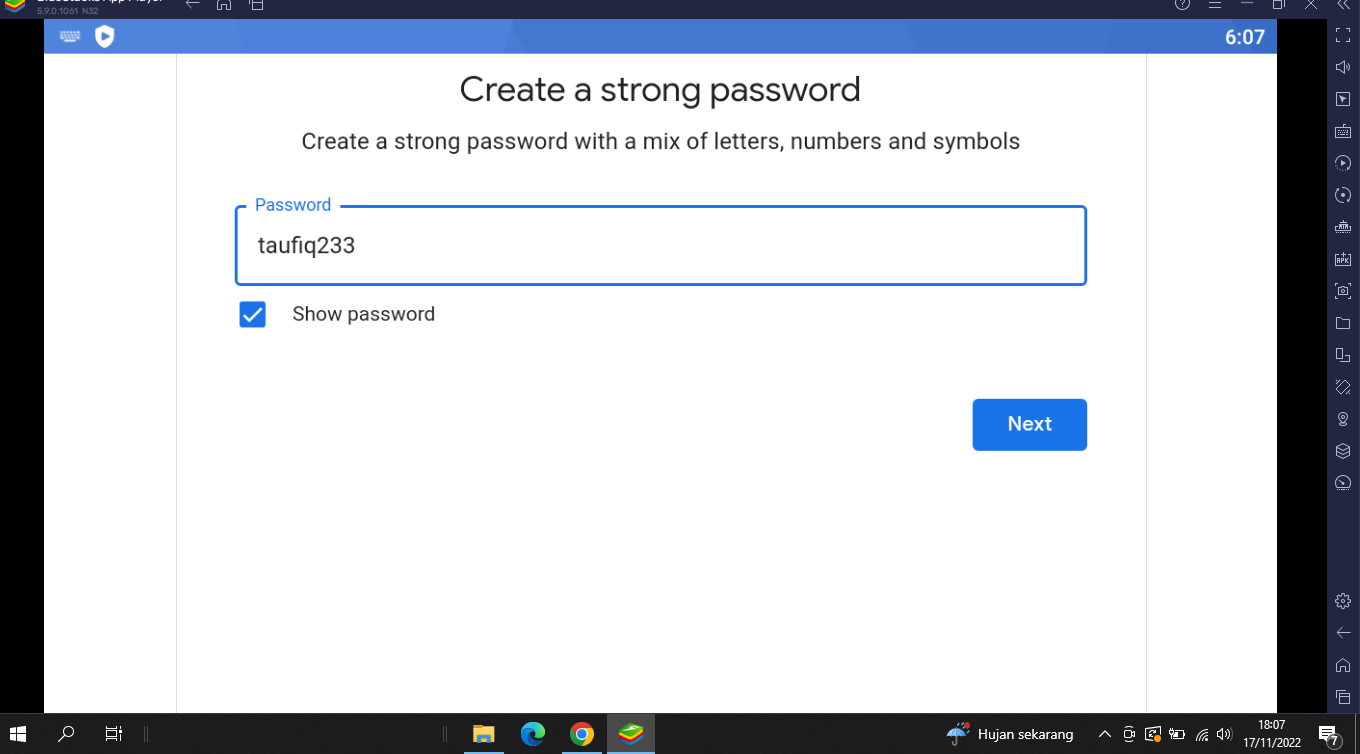 5.9.0.1061 N32
6:07
Create a strong password
Create a strong password with a mix of letters, numbers and symbols
Password
taufiq233
Show password
Next
APK
Hujan sekarang
18:07
17/11/2022
7